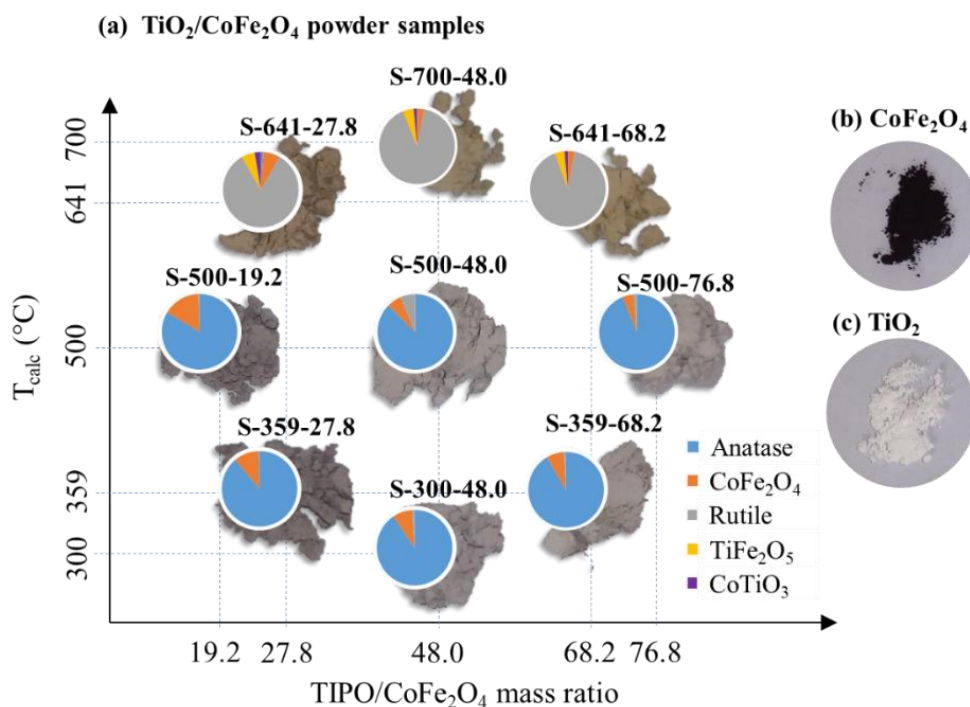 (a) TiO₂/CoFe₂O₄ powder samples
S-700-48.0
S-641-27.8
S-641-68.2
S-500-19.2
S-500-48.0
S-500-76.8
S-359-27.8
S-359-68.2
S-300-48.0
T_calc (°C)
700
641
500
359
300
19.2 27.8 48.0 68.2 76.8
TIPO/CoFe₂O₄ mass ratio
Anatase
CoFe₂O₄
Rutile
TiFe₂O₅
CoTiO₃
(b) CoFe₂O₄
(c) TiO₂